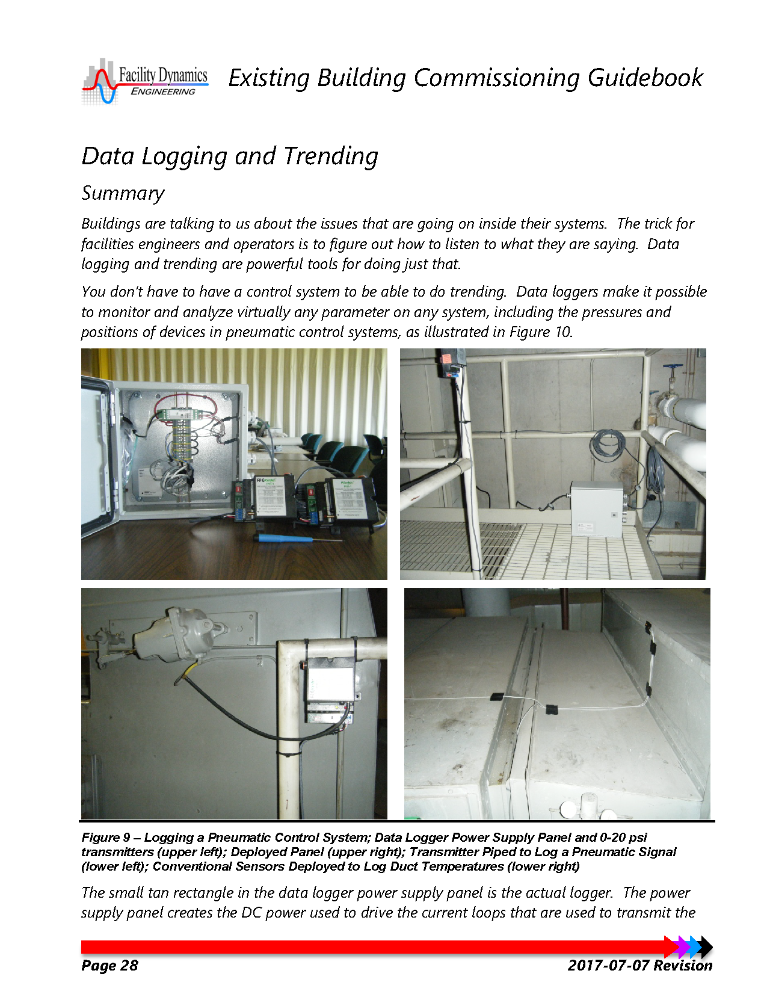 Facility Dynamics
ENGINEERING
Existing Building Commissioning Guidebook
Data Logging and Trending
Summary
Buildings are talking to us about the issues that are going on inside their systems.  The trick for
facilities engineers and operators is to figure out how to listen to what they are saying.  Data
logging and trending are powerful tools for doing just that.
You don’t have to have a control system to be able to do trending.  Data loggers make it possible
to monitor and analyze virtually any parameter on any system, including the pressures and
positions of devices in pneumatic control systems, as illustrated in Figure 10.
Figure 9 – Logging a Pneumatic Control System; Data Logger Power Supply Panel and 0-20 psi
transmitters (upper left); Deployed Panel (upper right); Transmitter Piped to Log a Pneumatic Signal
(lower left); Conventional Sensors Deployed to Log Duct Temperatures (lower right)
The small tan rectangle in the data logger power supply panel is the actual logger.  The power
supply panel creates the DC power used to drive the current loops that are used to transmit the
Page 28
2017-07-07 Revision